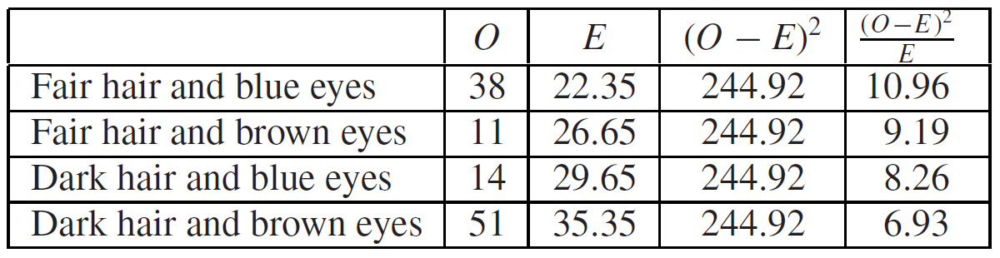 O E (O − E)² (O−E)²/E
Fair hair and blue eyes 38 22.35 244.92 10.96
Fair hair and brown eyes 11 26.65 244.92 9.19
Dark hair and blue eyes 14 29.65 244.92 8.26
Dark hair and brown eyes 51 35.35 244.92 6.93